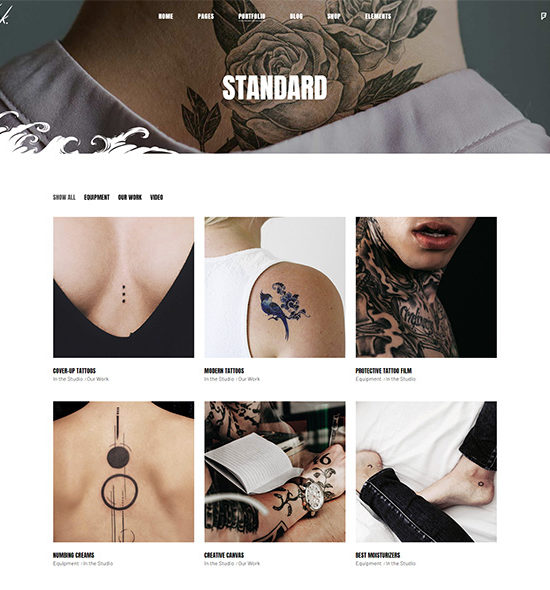 k.
HOME PAGES PORTFOLIO BLOG SHOP ELEMENTS
STANDARD
SHOW ALL EQUIPMENT OUR WORK VIDEO
COVER-UP TATTOOS
In the Studio / Our Work
MODERN TATTOOS
In the Studio / Our Work
PROTECTIVE TATTOO FILM
Equipment / In the Studio
NUMBING CREAMS
Equipment / In the Studio
CREATIVE CANVAS
In the Studio / Our Work
BEST MOISTURIZERS
Equipment / In the Studio